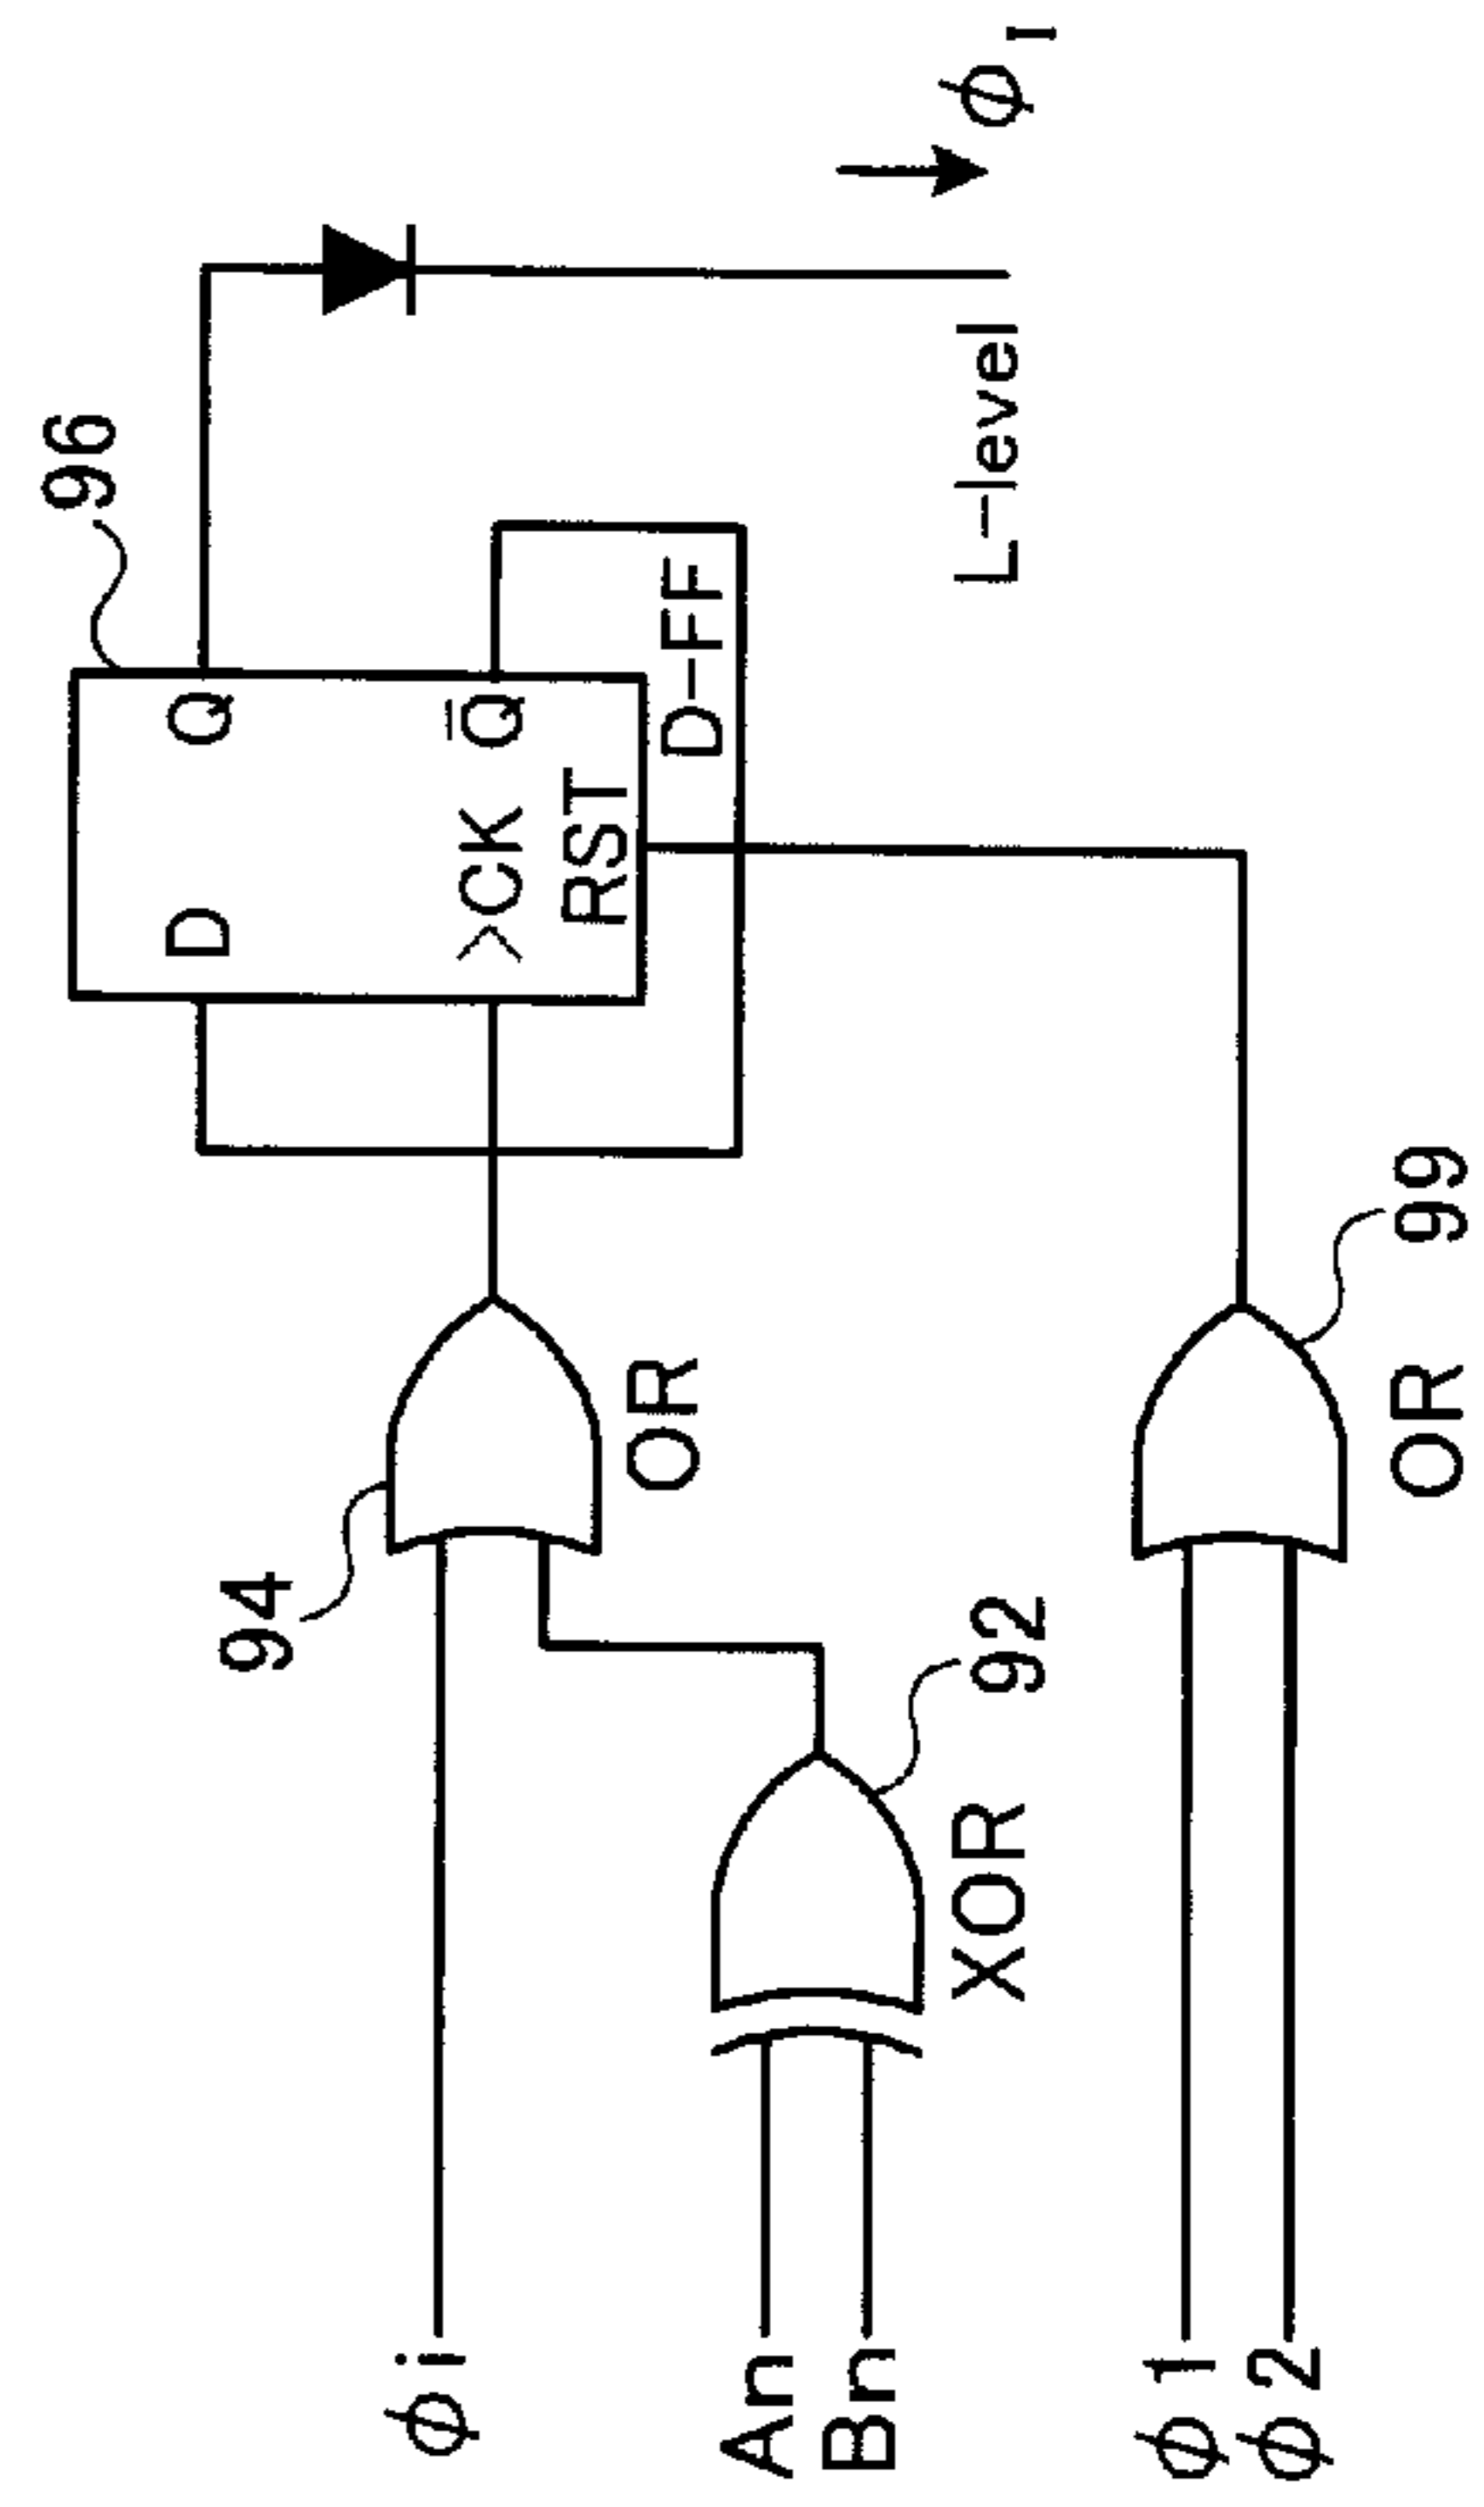 96
D
Q
>CK
Q̅
RST
D-FF
94
OR
ϕi
An
Bn
92
XOR
L-level
ϕI
ϕ1
ϕ2
99
OR